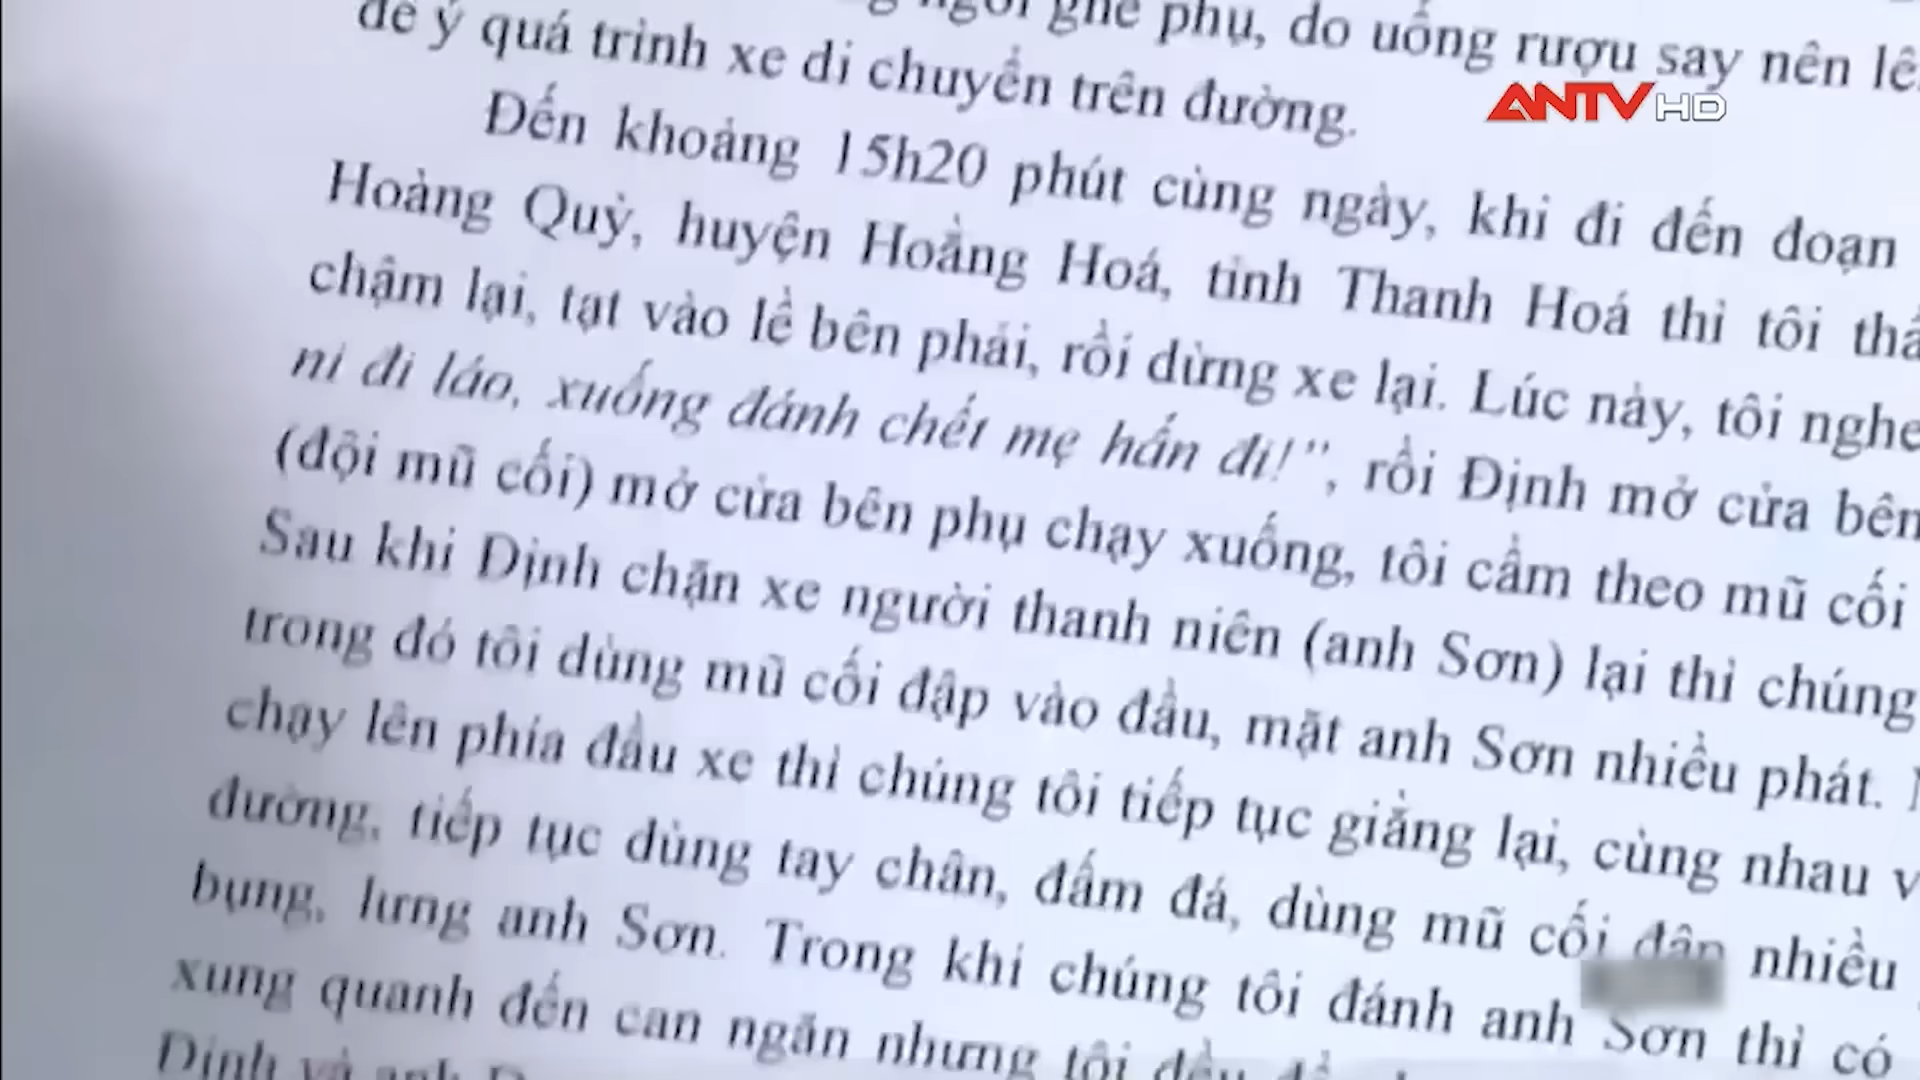 ngồi ghế phụ, do uống rượu say nên
để ý quá trình xe di chuyển trên đường.
ANTV HD
Đến khoảng 15h20 phút cùng ngày, khi đi đến đoạn
Hoàng Quỳ, huyện Hoằng Hoá, tỉnh Thanh Hoá thì tôi
chậm lại, tạt vào lề bên phải, rồi dừng xe lại. Lúc này, tôi nghe
ni đi láo, xuống đánh chết mẹ hắn đi!", rồi Định mở cửa bên
(đội mũ cối) mở cửa bên phụ chạy xuống, tôi cầm theo mũ cối
Sau khi Định chặn xe người thanh niên (anh Sơn) lại thì chúng
trong đó tôi dùng mũ cối đập vào đầu, mặt anh Sơn nhiều phát.
chạy lên phía đầu xe thì chúng tôi tiếp tục giằng lại, cùng nhau
đường, tiếp tục dùng tay chân, đấm đá, dùng mũ cối đập nhiều
bụng, lưng anh Sơn. Trong khi chúng tôi đánh anh Sơn thì có
xung quanh đến can ngăn nhưng tôi
Định và anh